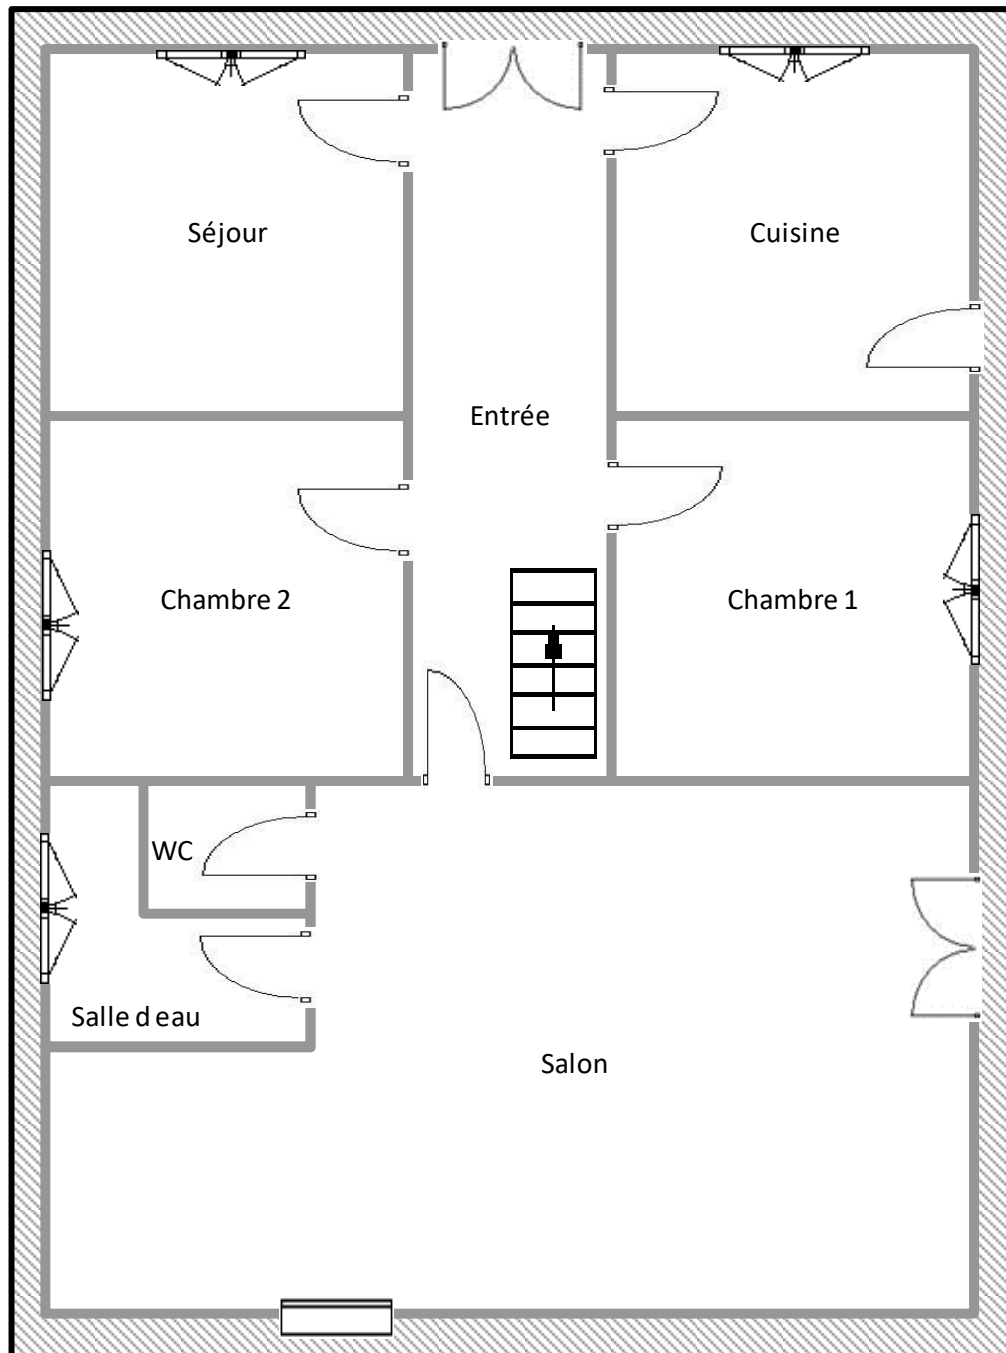 Séjour
Cuisine
Entrée
Chambre 2
Chambre 1
WC
Salle d eau
Salon